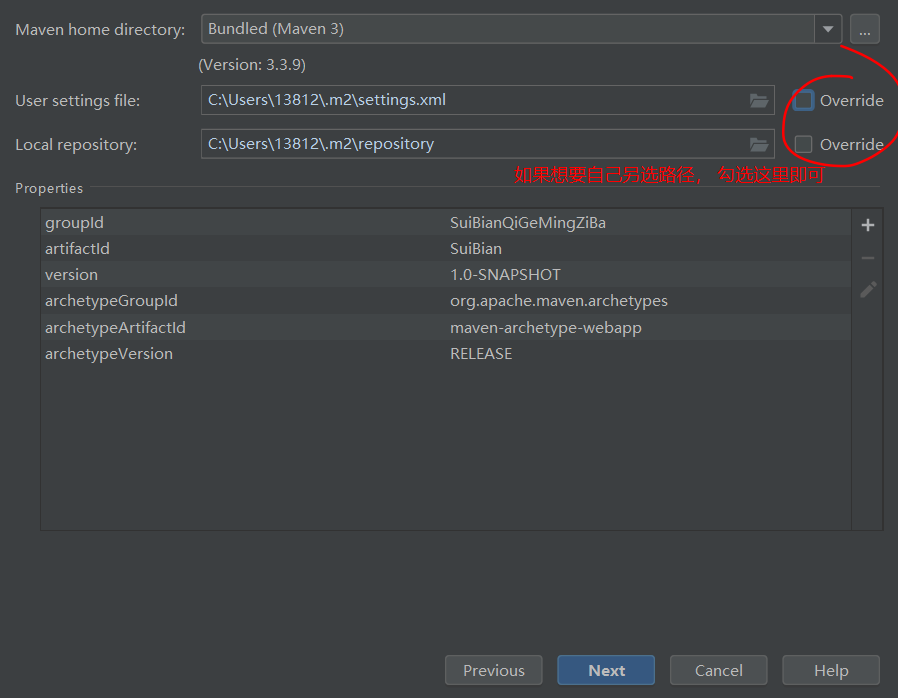 Maven home directory: Bundled (Maven 3) ...
(Version: 3.3.9)
User settings file: C:\Users\13812\.m2\settings.xml Override
Local repository: C:\Users\13812\.m2\repository Override
如果想要自己另选路径， 勾选这里即可
Properties
groupId SuiBianQiGeMingZiBa
artifactId SuiBian
version 1.0-SNAPSHOT
archetypeGroupId org.apache.maven.archetypes
archetypeArtifactId maven-archetype-webapp
archetypeVersion RELEASE
Previous Next Cancel Help